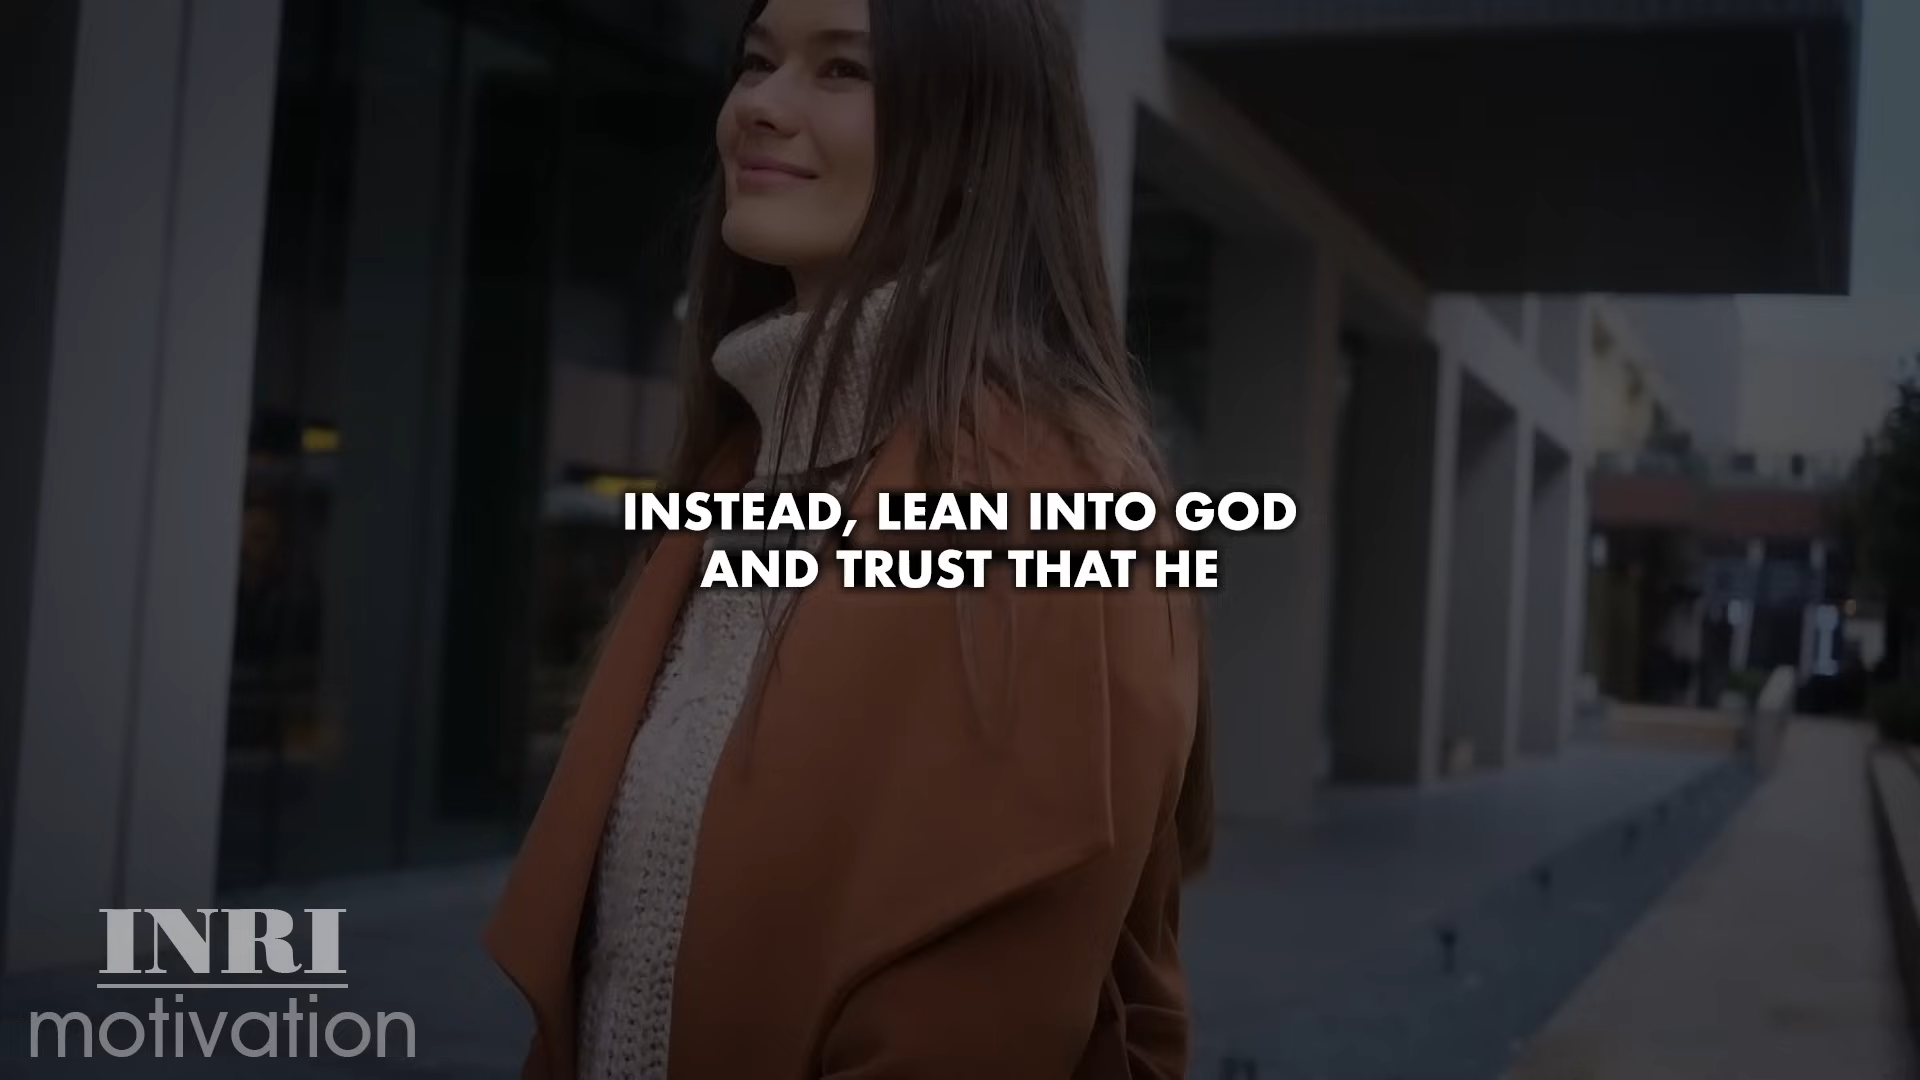 INSTEAD, LEAN INTO GOD
AND TRUST THAT HE
INRI
motivation